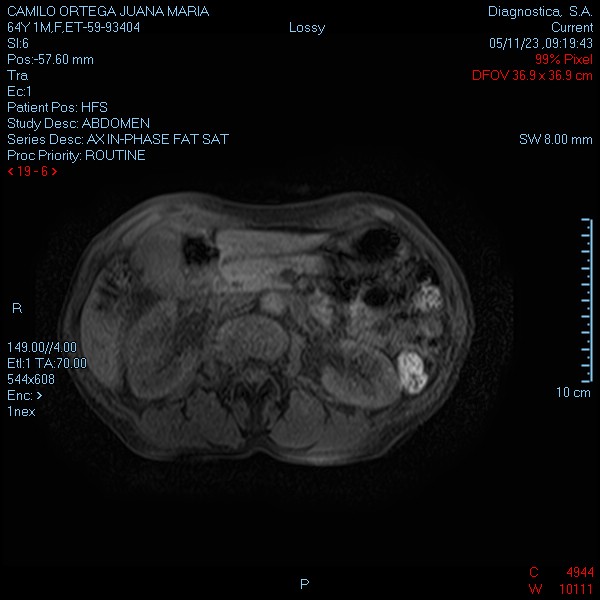 CAMILO ORTEGA JUANA MARIA
64Y 1M,F,ET-59-93404
Sl:6
Pos:-57.60 mm
Tra
Ec:1
Patient Pos: HFS
Study Desc: ABDOMEN
Series Desc: AX IN-PHASE FAT SAT
Proc Priority: ROUTINE
< 19 - 6 >
Lossy
Diagnostica, S.A.
Current
05/11/23 ,09:19:43
99% Pixel
DFOV 36.9 x 36.9 cm
SW 8.00 mm
R
149.00//4.00
Etl:1 TA:70.00
544x608
Enc: >
1nex
10 cm
P
C 4944
W 10111